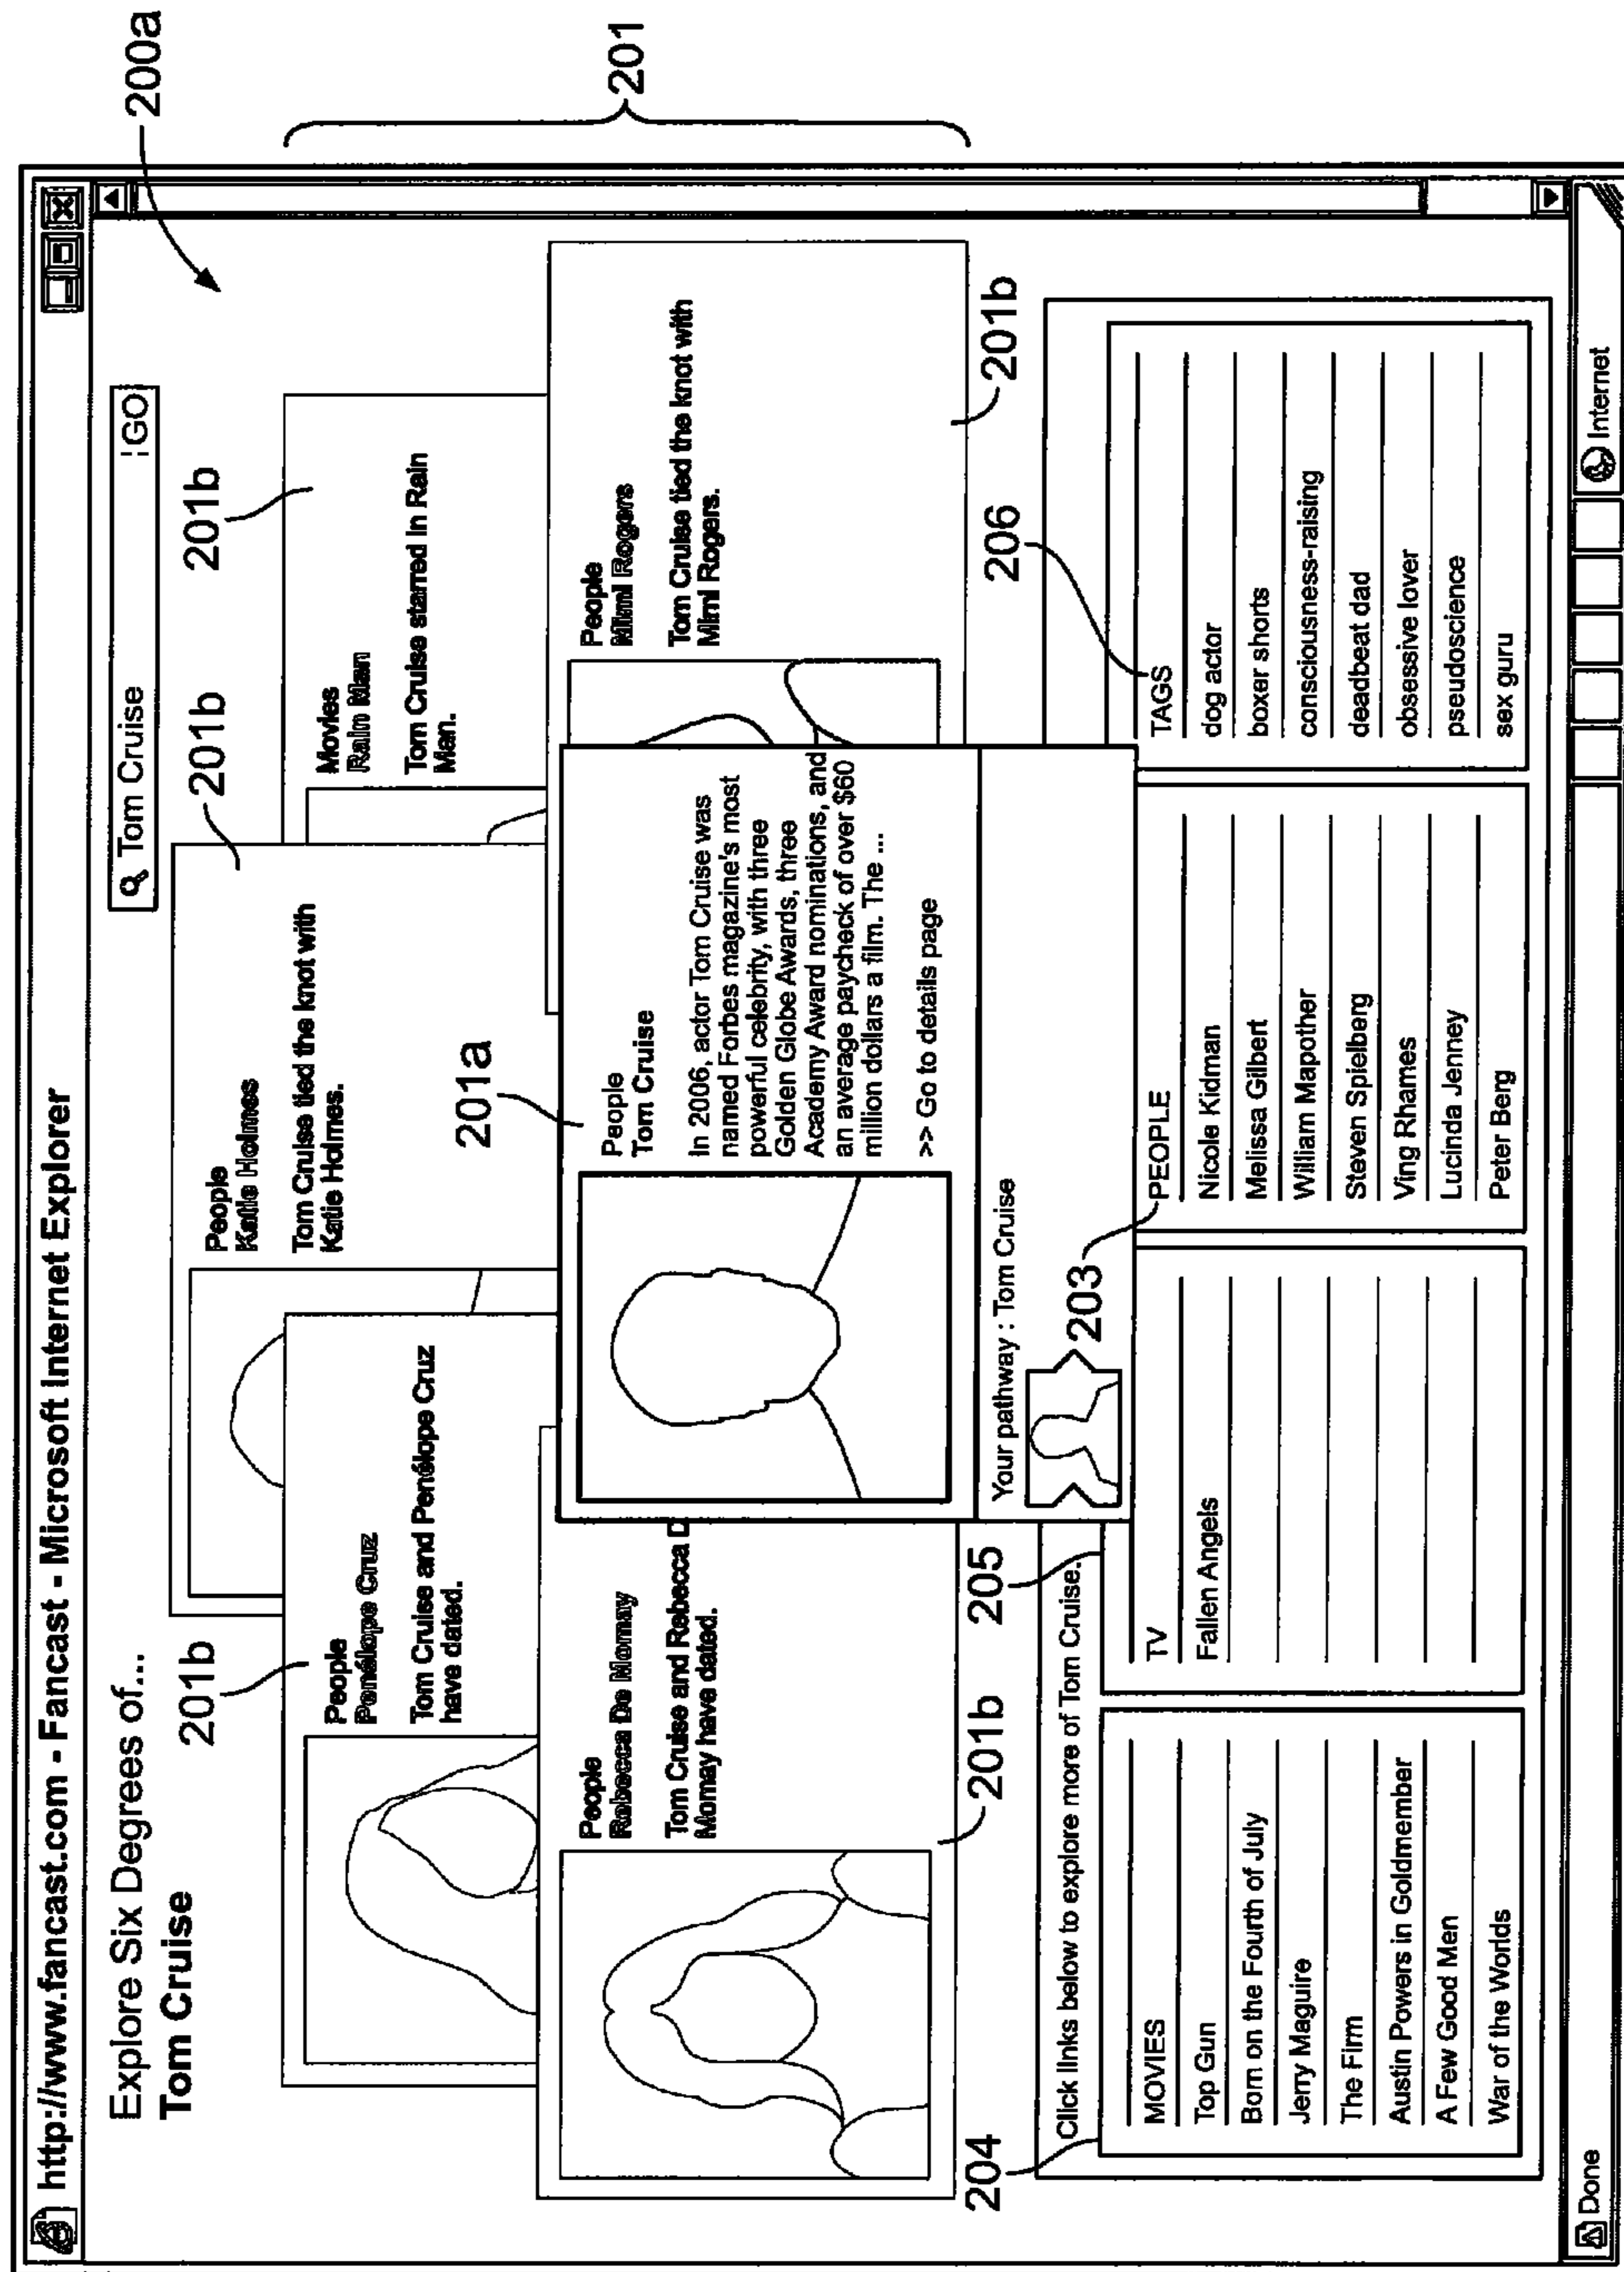 http://www.fancast.com - Fancast - Microsoft Internet Explorer
200a
Explore Six Degrees of...
Tom Cruise
Tom Cruise
GO
201b
201b
201b
201
People
Katie Holmes
Tom Cruise tied the knot with
Katie Holmes.
Movies
Rain Man
Tom Cruise starred in Rain
Man.
People
Penélope Cruz
Tom Cruise and Penélope Cruz
have dated.
201a
People
Mimi Rogers
Tom Cruise tied the knot with
Mimi Rogers.
People
Rebecca De Mornay
Tom Cruise and Rebecca D
Mornay have dated.
People
Tom Cruise
In 2006, actor Tom Cruise was
named Forbes magazine's most
powerful celebrity, with three
Golden Globe Awards, three
Academy Award nominations, and
an average paycheck of over $60
million dollars a film. The ...
>> Go to details page
201b
201b
204
205
206
Your pathway : Tom Cruise
203
Click links below to explore more of Tom Cruise.
MOVIES
Top Gun
Born on the Fourth of July
Jerry Maguire
The Firm
Austin Powers in Goldmember
A Few Good Men
War of the Worlds
TV
Fallen Angels
PEOPLE
Nicole Kidman
Melissa Gilbert
William Mapother
Steven Spielberg
Ving Rhames
Lucinda Jenney
Peter Berg
TAGS
dog actor
boxer shorts
consciousness-raising
deadbeat dad
obsessive lover
pseudoscience
sex guru
Done
Internet